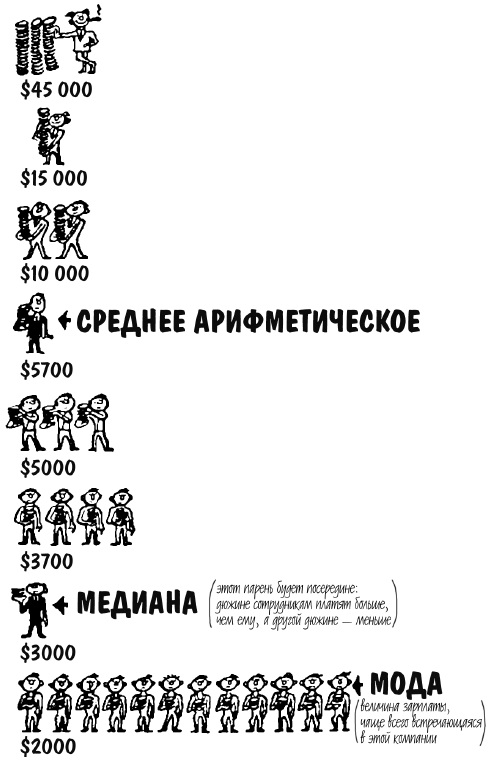 $45 000
$15 000
$10 000
СРЕДНЕЕ АРИФМЕТИЧЕСКОЕ
$5700
$5000
$3700
МЕДИАНА
(этот парень будет посередине:
дюжине сотрудникам платят больше,
чем ему, а другой дюжине — меньше)
$3000
МОДА
(величина зарплаты,
чаще всего встречающаяся
в этой компании)
$2000